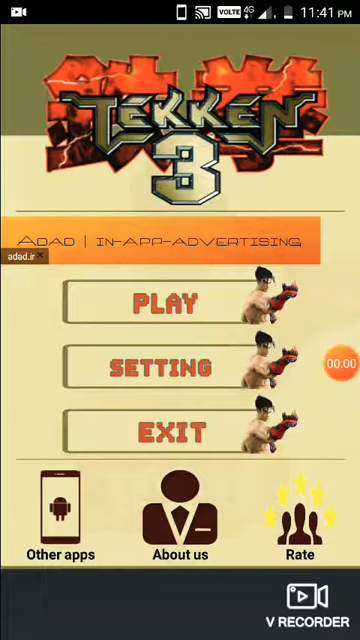 VOLTE 4G 11:41 PM
TEKKEN
3
ADAD | IN-APP-ADVERTISING
adad.ir ×
PLAY
SETTING
00:00
EXIT
Other apps
About us
Rate
V RECORDER